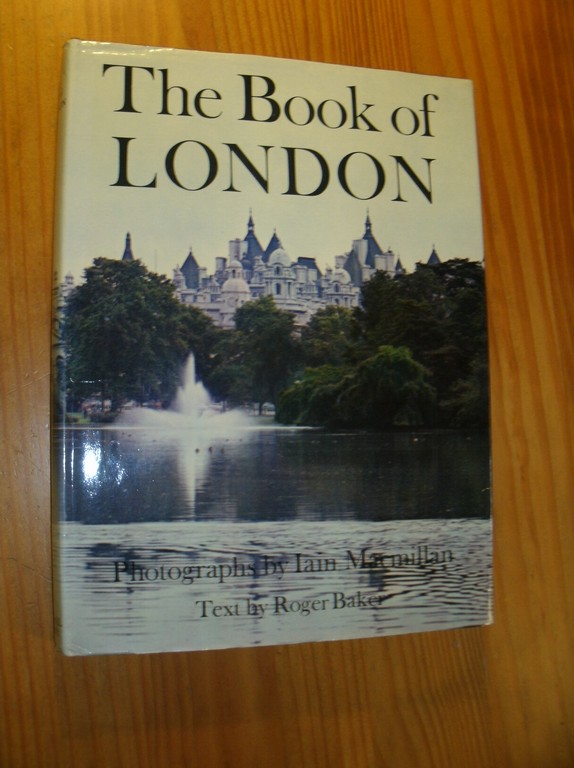 The Book of
LONDON
Photographs by Iain Macmillan
Text by Roger Baker